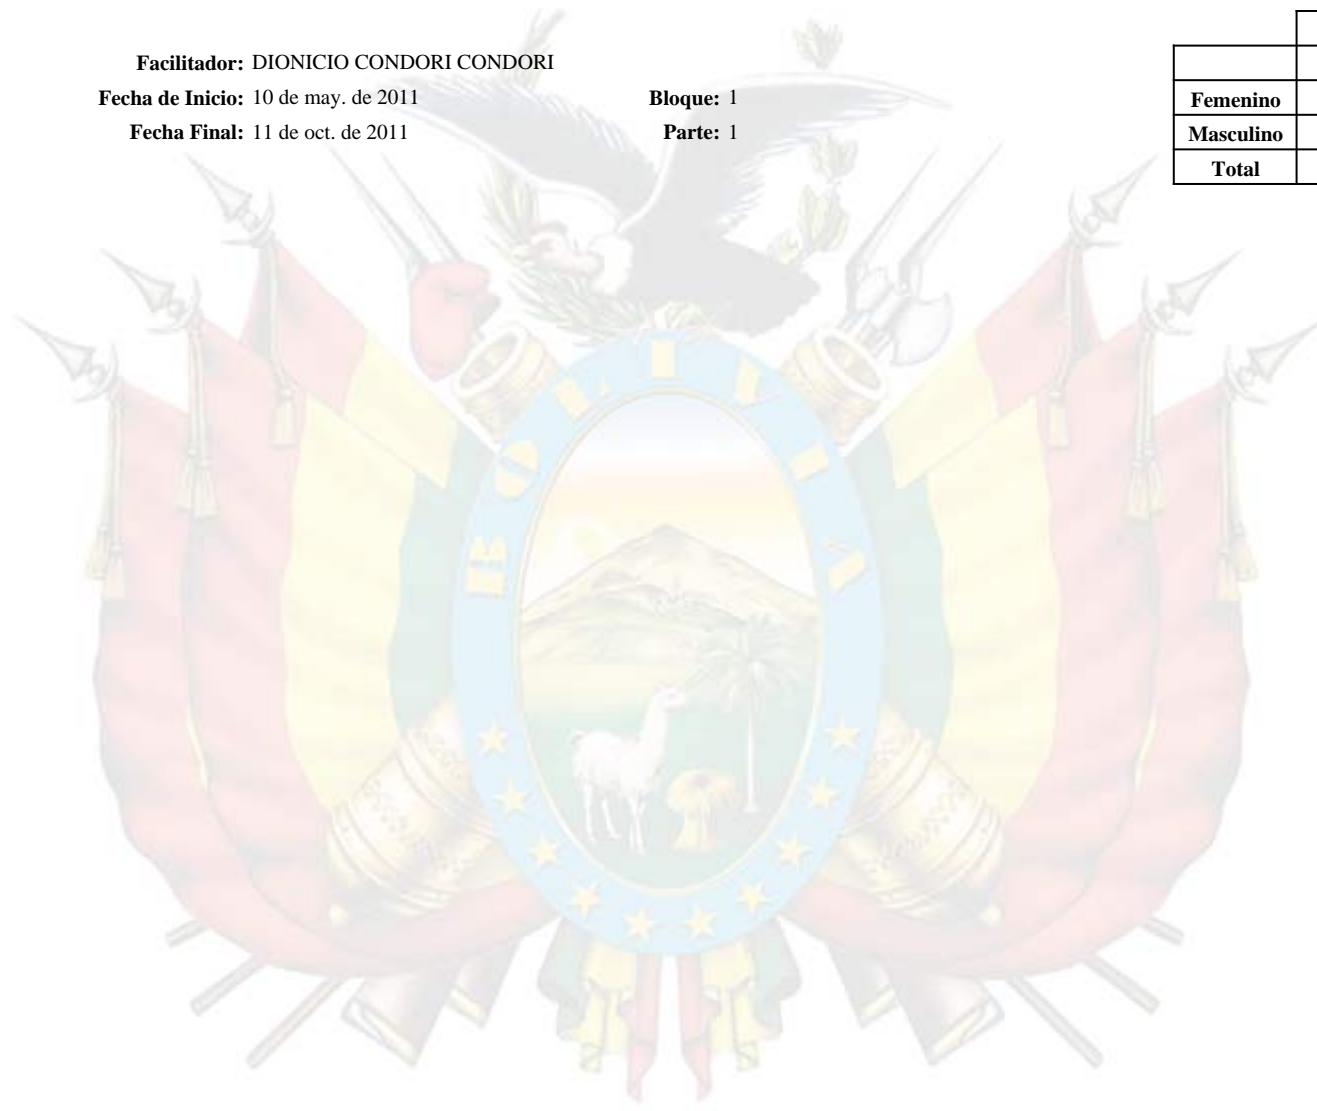 Facilitador: DIONICIO CONDORI CONDORI
Fecha de Inicio: 10 de may. de 2011 Bloque: 1
Fecha Final: 11 de oct. de 2011 Parte: 1
Femenino
Masculino
Total
BOLIVIA